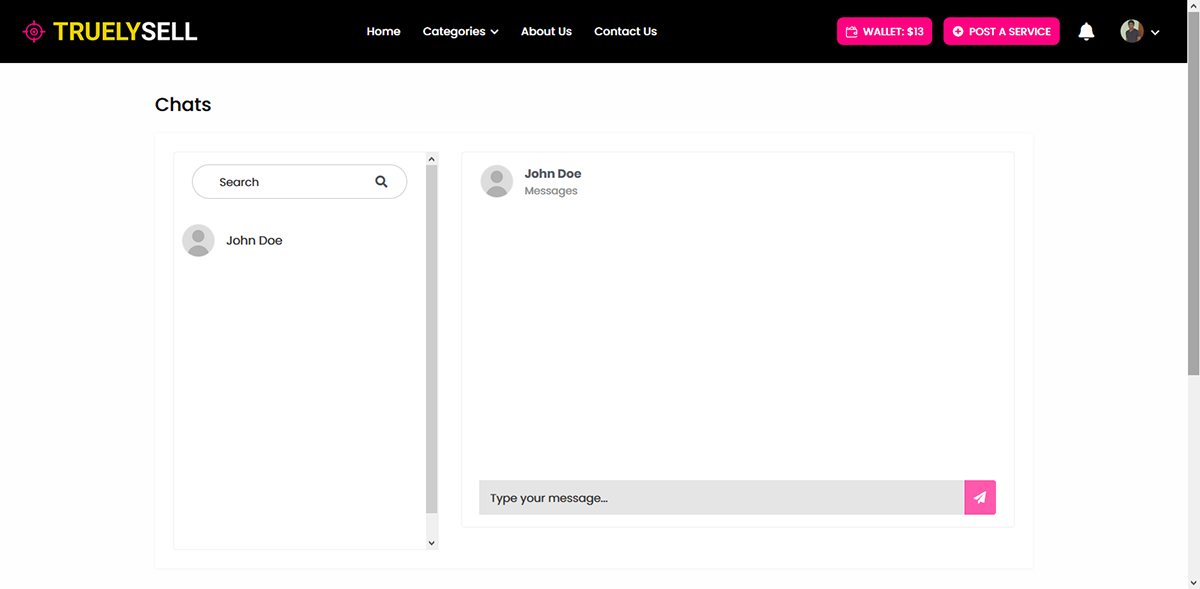 TRUELYSELL
Home Categories About Us Contact Us
WALLET: $13
POST A SERVICE
Chats
Search
John Doe
John Doe
Messages
Type your message...